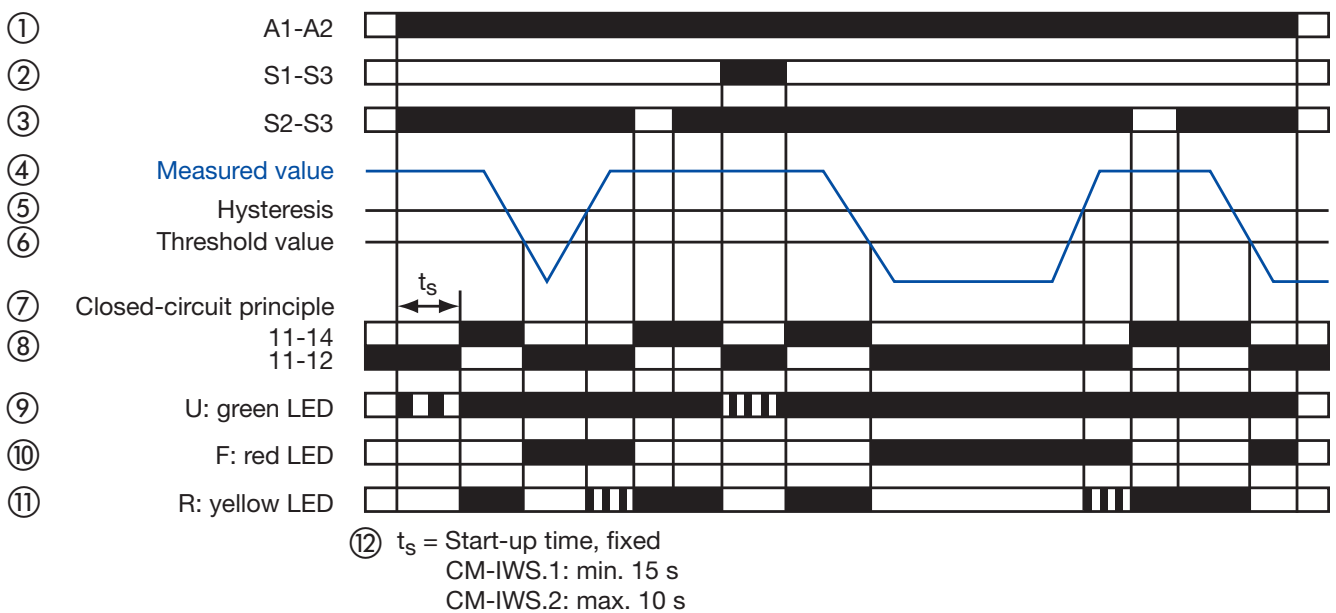 ① A1-A2
② S1-S3
③ S2-S3
④ Measured value
⑤ Hysteresis
⑥ Threshold value
tS
⑦ Closed-circuit principle
⑧ 11-14
11-12
⑨ U: green LED
⑩ F: red LED
⑪ R: yellow LED
⑫ tS = Start-up time, fixed
CM-IWS.1: min. 15 s
CM-IWS.2: max. 10 s